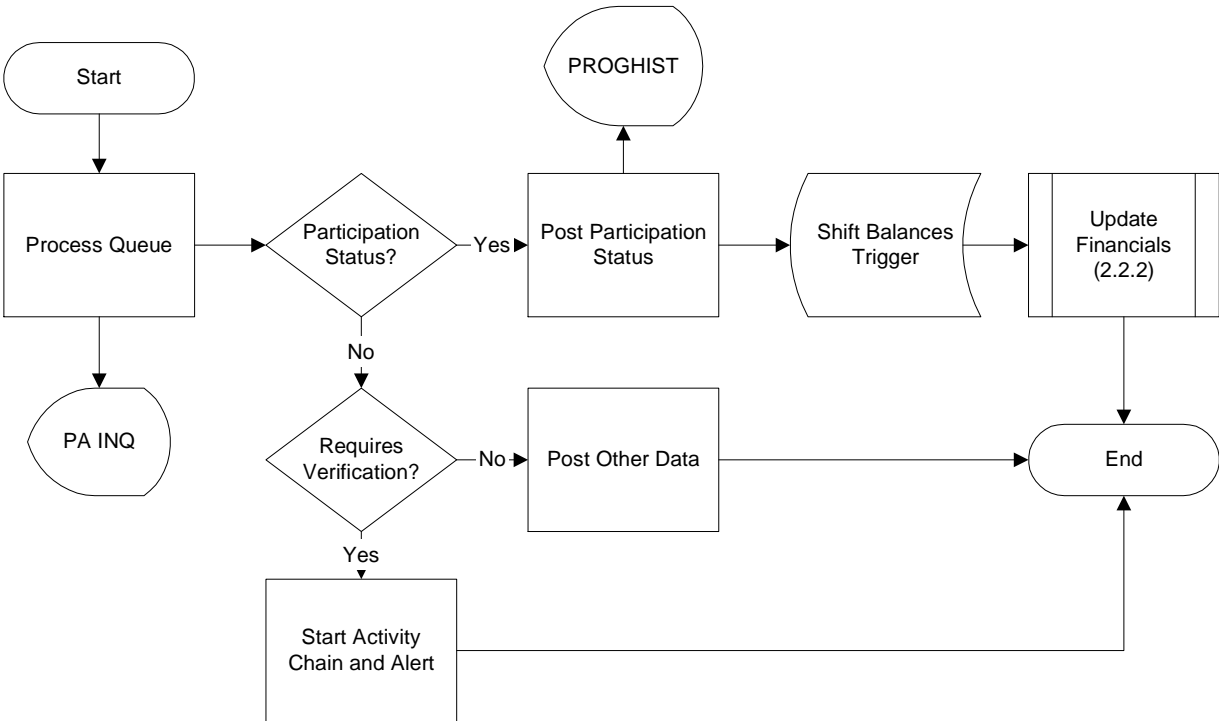 PROGHIST
Start
Process Queue
Participation
Status?
Yes
Post Participation
Status
Shift Balances
Trigger
Update
Financials
(2.2.2)
No
PA INQ
Requires
Verification?
No
Post Other Data
End
Yes
Start Activity
Chain and Alert